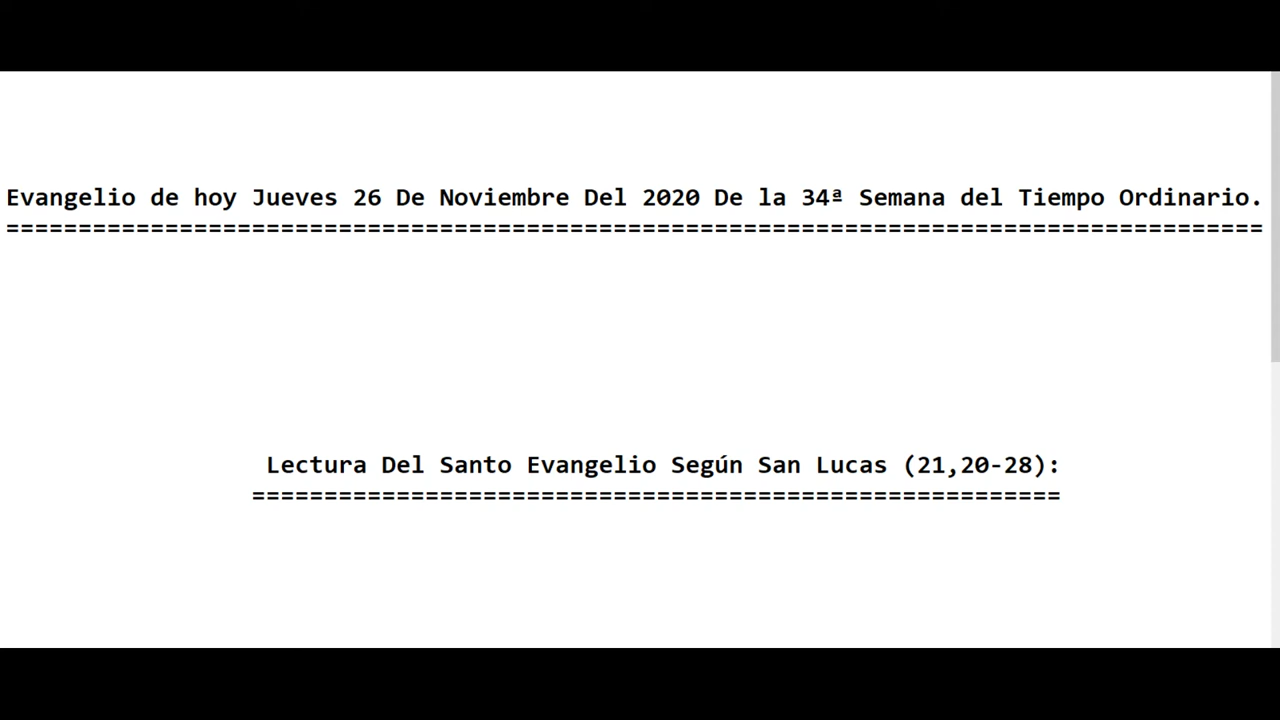 Evangelio de hoy Jueves 26 De Noviembre Del 2020 De la 34ª Semana del Tiempo Ordinario.
=======================================================================================
Lectura Del Santo Evangelio Según San Lucas (21,20-28):
========================================================